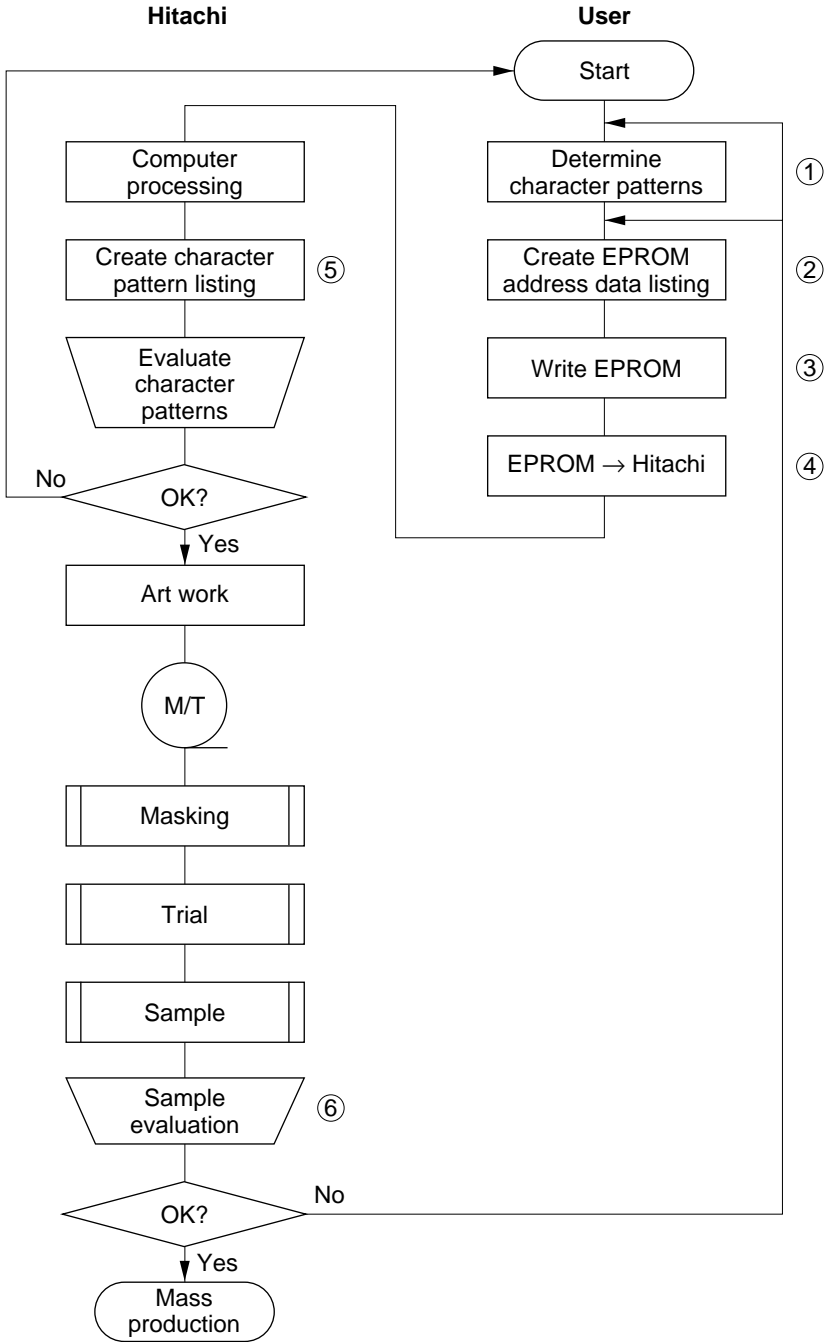 Hitachi
User
Start
Computer
processing
Determine
character patterns
①
Create character
pattern listing
⑤
Create EPROM
address data listing
②
Evaluate
character
patterns
Write EPROM
③
No
OK?
EPROM → Hitachi
④
Yes
Art work
M/T
Masking
Trial
Sample
Sample
evaluation
⑥
No
OK?
Yes
Mass
production